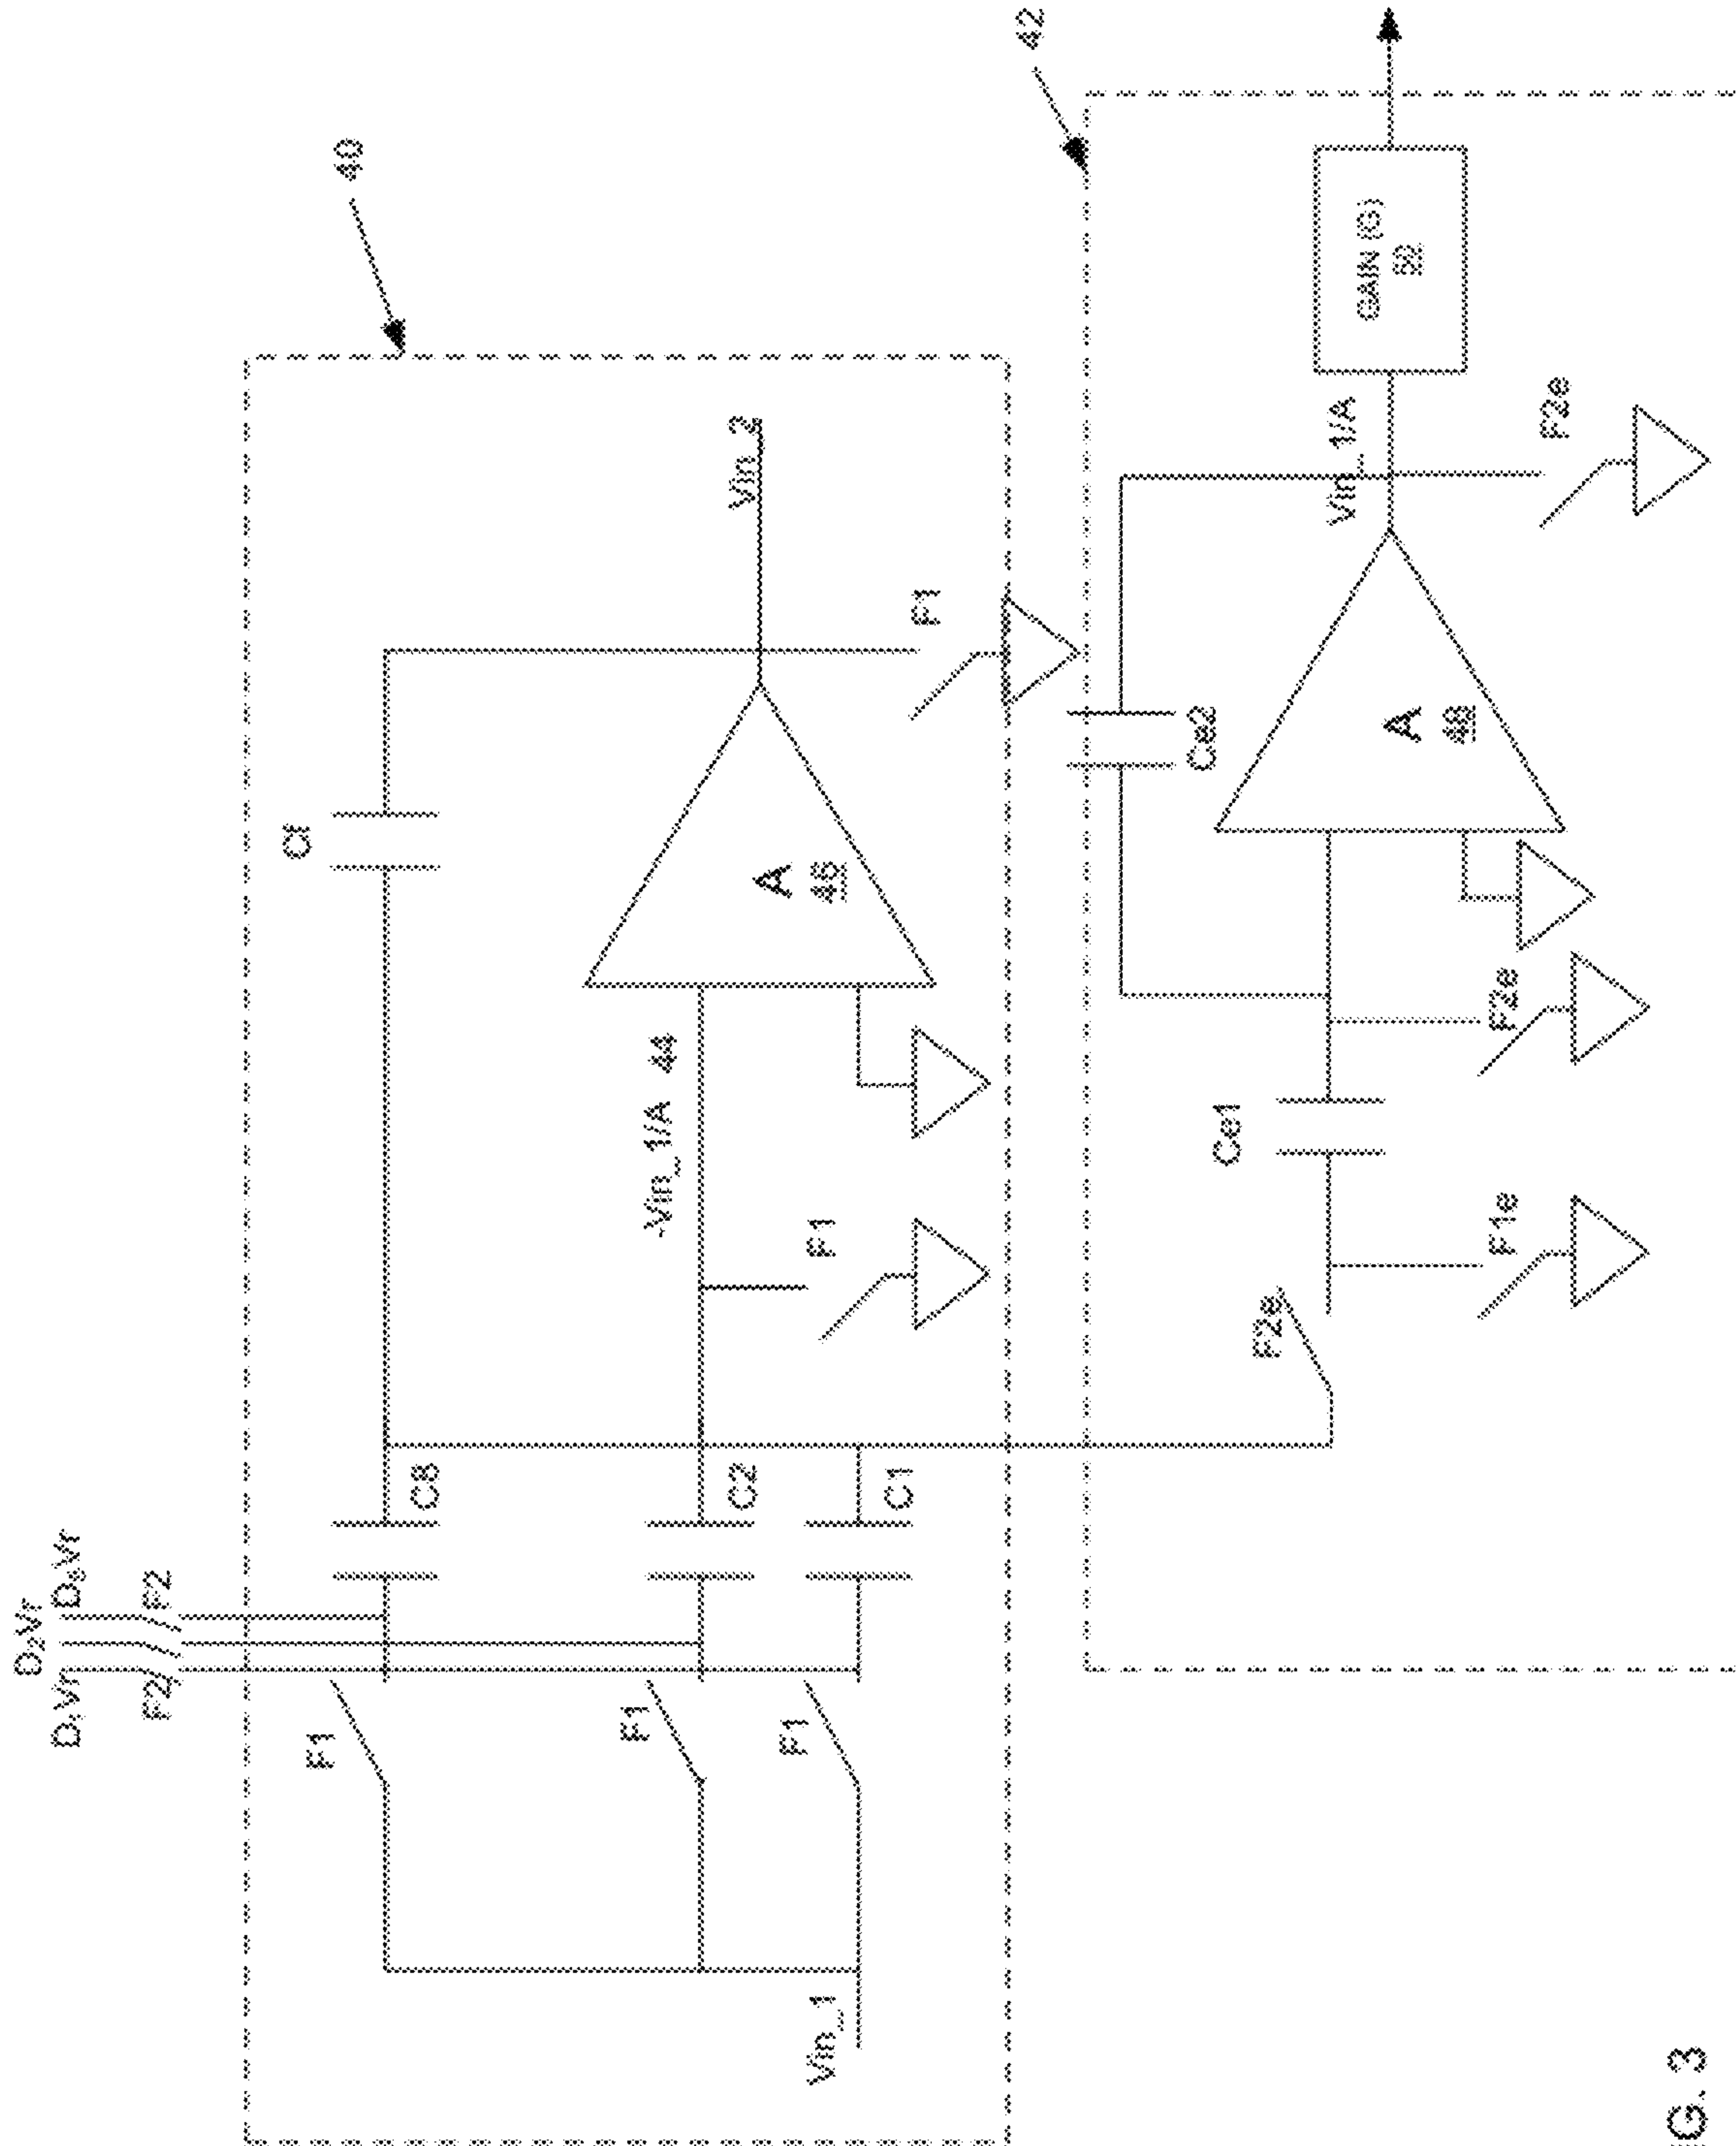 40
42
D₁Vr
D₂Vr
D₈Vr
F2
F2
F1
F1
F1
Vin_1
C8
C2
C1
Cf
-Vin_1/A 44
F1
A
46
Vin_2
F1
F2e
F1e
Ce1
F2e
Ce2
A
48
Vin_1/A
F2e
GAIN (G)
IG. 3